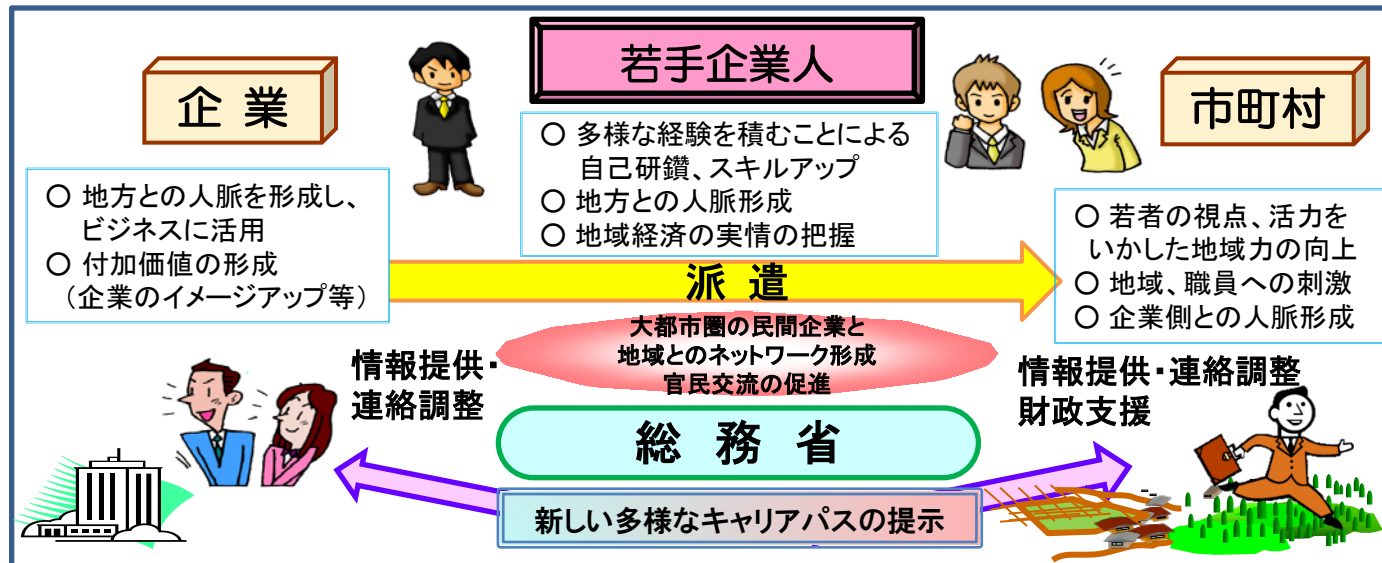 若手企業人
企 業
市町村
○ 多様な経験を積むことによる
自己研鑽、スキルアップ
○ 地方との人脈形成
○ 地域経済の実情の把握
○ 地方との人脈を形成し、
ビジネスに活用
○ 付加価値の形成
（企業のイメージアップ等）
○ 若者の視点、活力を
いかした地域力の向上
○ 地域、職員への刺激
○ 企業側との人脈形成
派 遣
大都市圏の民間企業と
地域とのネットワーク形成
官民交流の促進
情報提供・
連絡調整
情報提供・連絡調整
財政支援
総 務 省
新しい多様なキャリアパスの提示